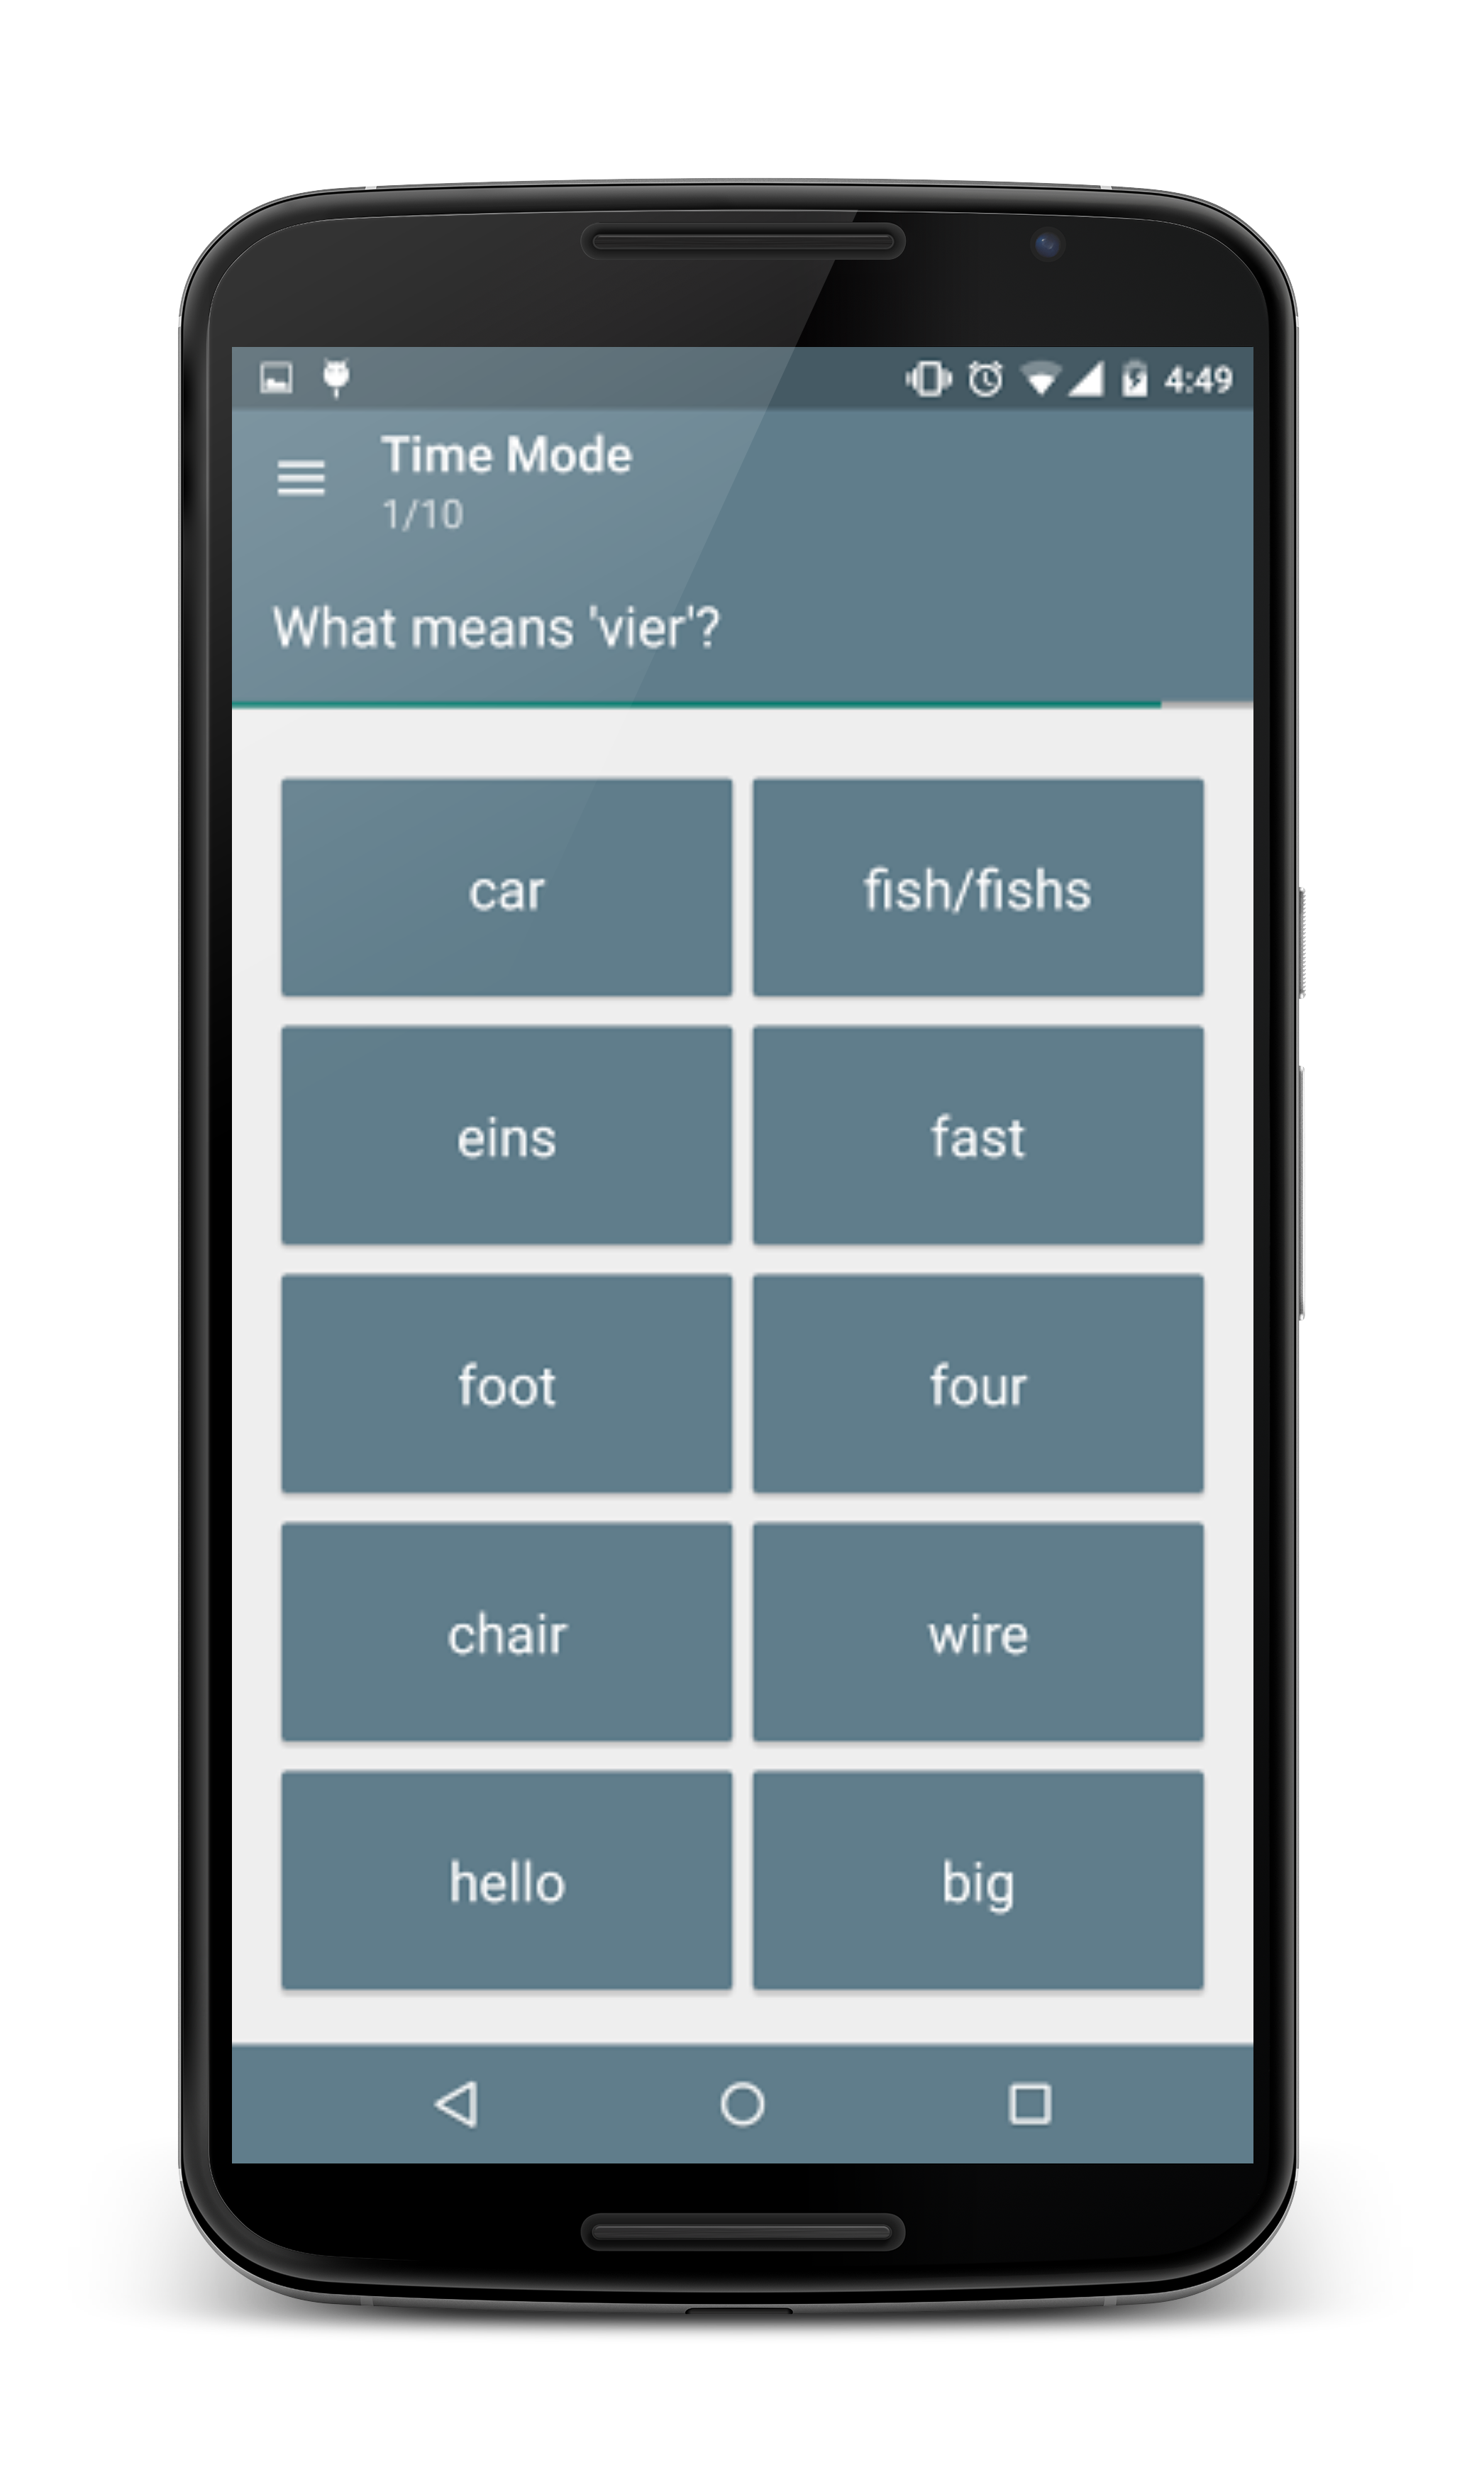 4:49
Time Mode
1/10
What means 'vier'?
car
fish/fishs
eins
fast
foot
four
chair
wire
hello
big